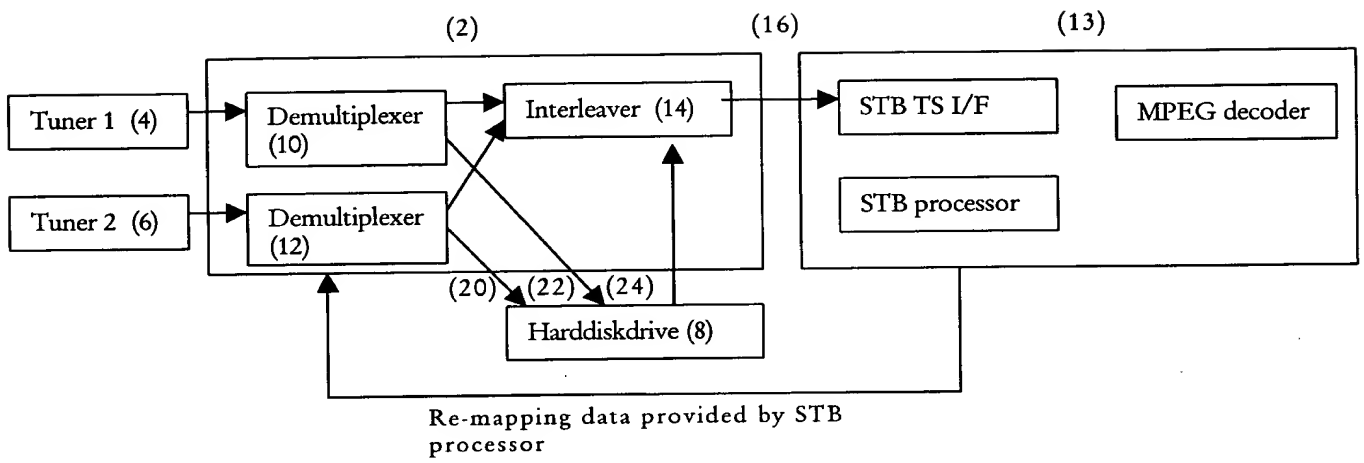 (2)
(16)
(13)
Tuner 1 (4)
Demultiplexer
(10)
Interleaver (14)
STB TS I/F
MPEG decoder
Tuner 2 (6)
Demultiplexer
(12)
STB processor
(20)
(22)
(24)
Harddiskdrive (8)
Re-mapping data provided by STB
processor